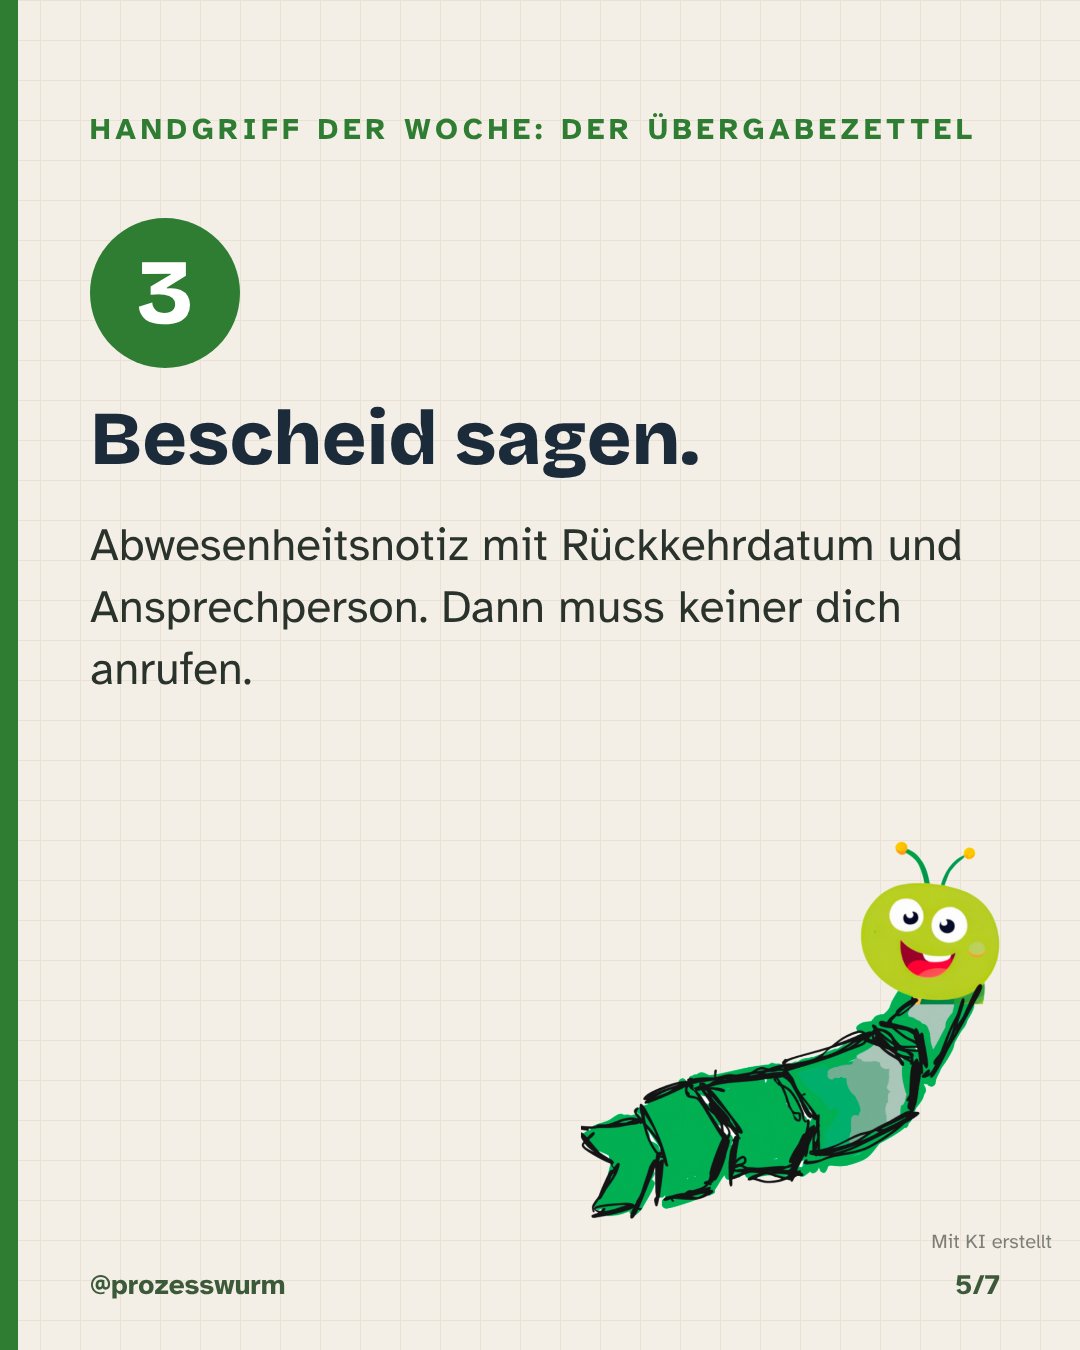 HANDGRIFF DER WOCHE: DER ÜBERGABEZETTEL
3
Bescheid sagen.
Abwesenheitsnotiz mit Rückkehrdatum und
Ansprechperson. Dann muss keiner dich
anrufen.
Mit KI erstellt
@prozesswurm
5/7